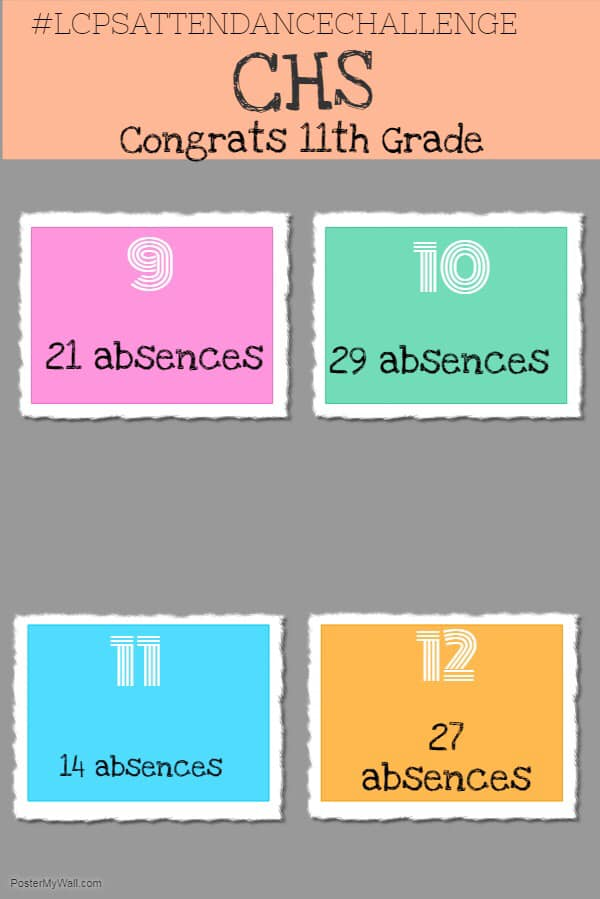 #LCPSATTENDANCECHALLENGE
CHS
Congrats 11th Grade
9
21 absences
10
29 absences
11
14 absences
12
27
absences
PosterMyWall.com